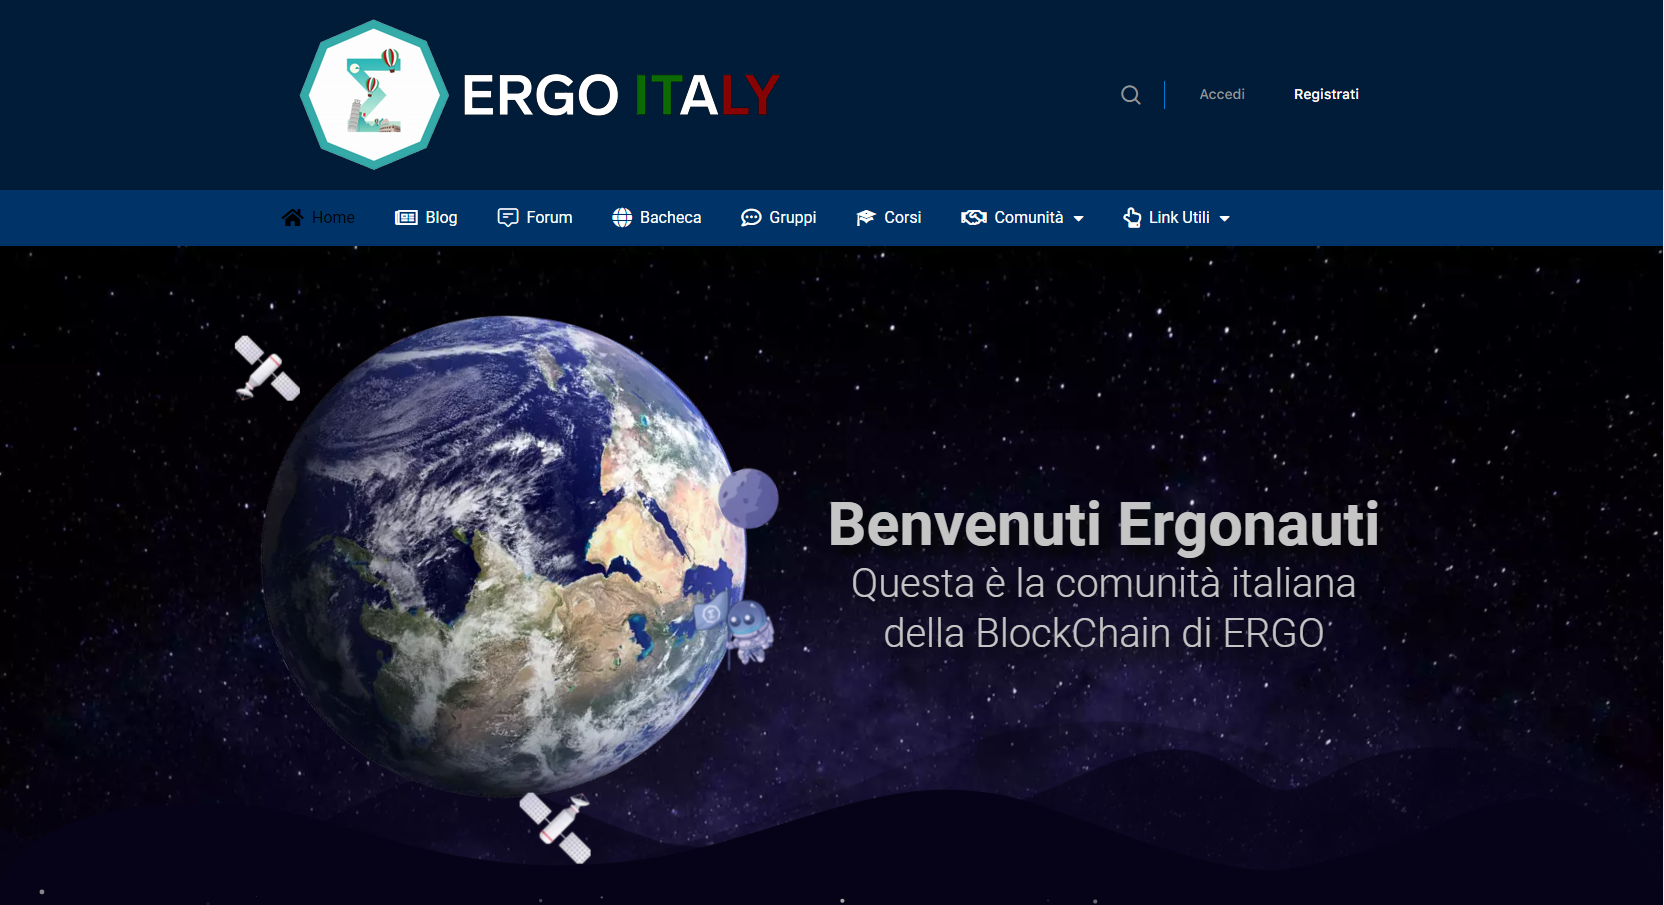 ERGO ITALY
Accedi
Registrati
Home
Blog
Forum
Bacheca
Gruppi
Corsi
Comunità
Link Utili
Benvenuti Ergonauti
Questa è la comunità italiana
della BlockChain di ERGO